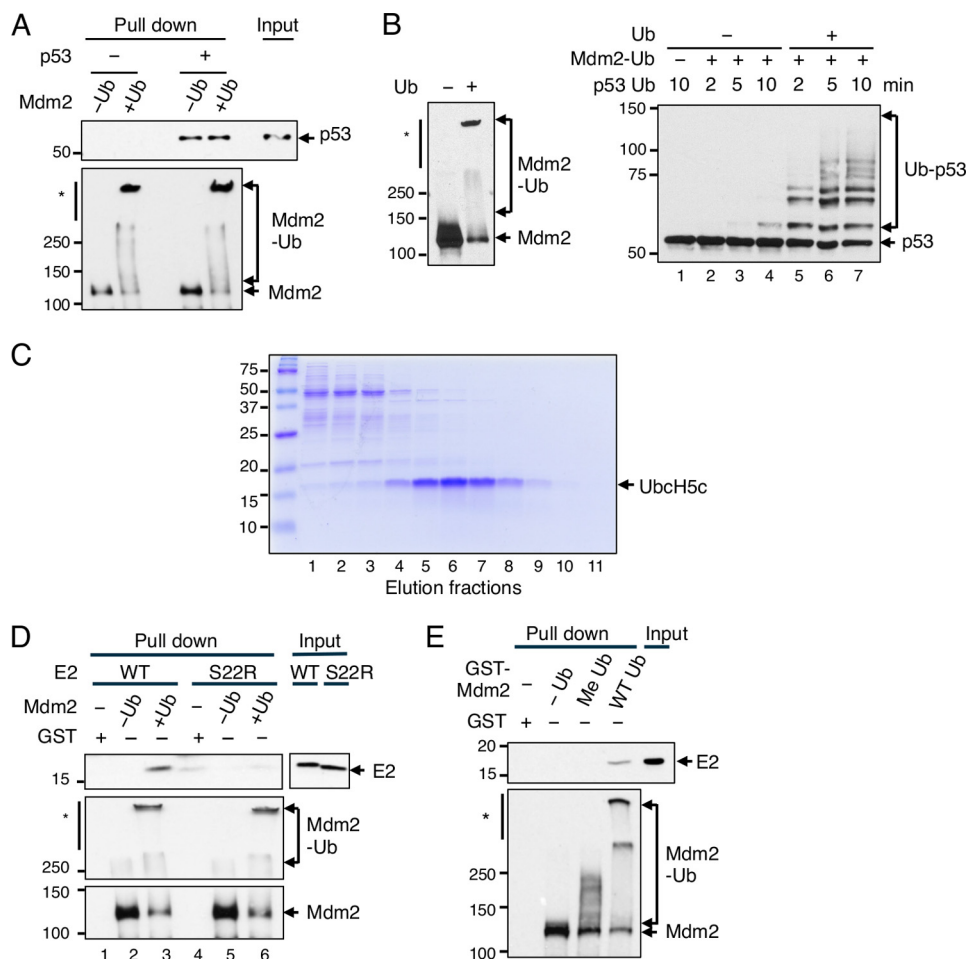 A
Pull down Input
p53 – +
Mdm2 –Ub +Ub –Ub +Ub
50
p53
*
250
150
100
Mdm2
-Ub
Mdm2
B
Ub – +
*
250
150
100
Mdm2
-Ub
Mdm2
Ub – +
Mdm2-Ub – + + + + + +
p53 Ub 10 2 5 10 2 5 10 min
150
100
75
50
Ub-p53
p53
1 2 3 4 5 6 7
C
75
50
37
25
20
15
10
UbcH5c
1 2 3 4 5 6 7 8 9 10 11
Elution fractions
D
Pull down Input
E2 WT S22R WT S22R
Mdm2 – –Ub +Ub – –Ub +Ub
GST + – – + – –
15
E2
*
250
Mdm2
-Ub
150
100
Mdm2
1 2 3 4 5 6
E
Pull down Input
GST-
Mdm2 – – Ub Me Ub WT Ub
GST + – – –
20
15
E2
*
250
150
100
Mdm2
-Ub
Mdm2